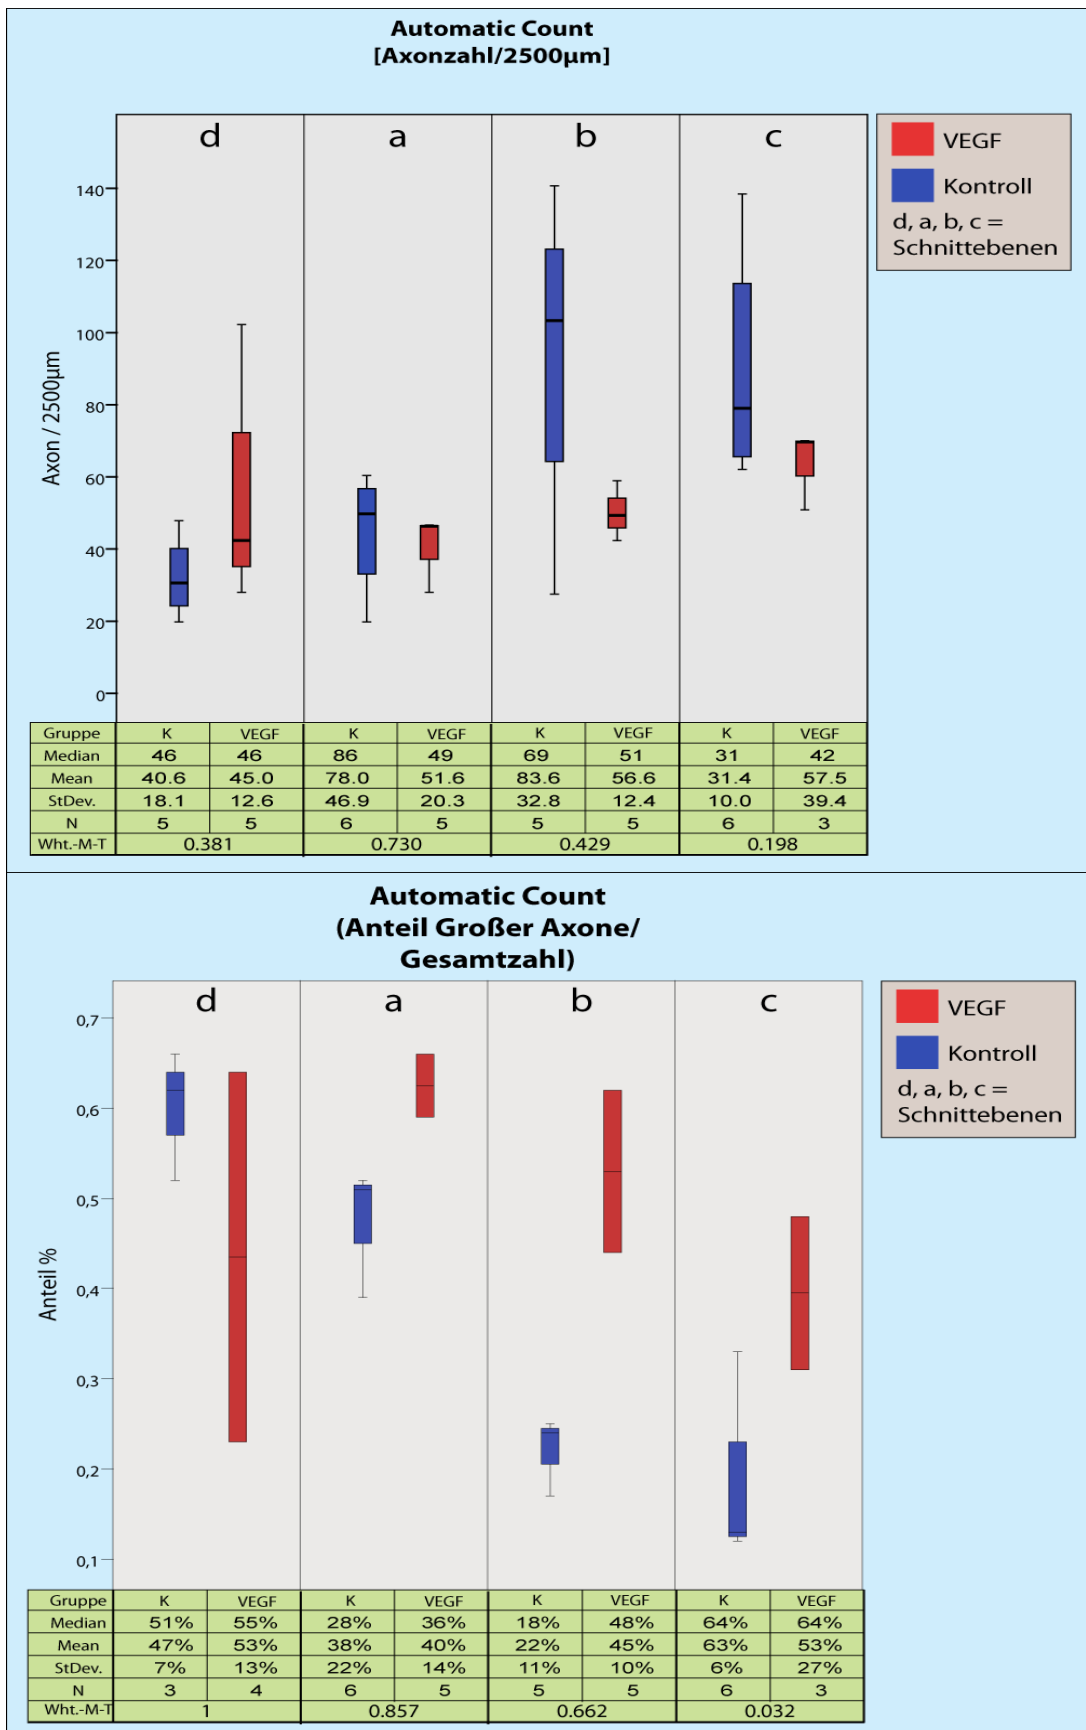 Automatic Count
[Axonzahl/2500µm]
d a b c
VEGF
Kontroll
d, a, b, c =
Schnittebenen
Axon / 2500µm
140
120
100
80
60
40
20
0
Gruppe K VEGF K VEGF K VEGF K VEGF
Median 46 46 86 49 69 51 31 42
Mean 40.6 45.0 78.0 51.6 83.6 56.6 31.4 57.5
StDev. 18.1 12.6 46.9 20.3 32.8 12.4 10.0 39.4
N 5 5 6 5 5 5 6 3
Wht.-M-T 0.381 0.730 0.429 0.198
Automatic Count
(Anteil Großer Axone/
Gesamtzahl)
d a b c
VEGF
Kontroll
d, a, b, c =
Schnittebenen
Anteil %
0,7
0,6
0,5
0,4
0,3
0,2
0,1
Gruppe K VEGF K VEGF K VEGF K VEGF
Median 51% 55% 28% 36% 18% 48% 64% 64%
Mean 47% 53% 38% 40% 22% 45% 63% 53%
StDev. 7% 13% 22% 14% 11% 10% 6% 27%
N 3 4 6 5 5 5 6 3
Wht.-M-T 1 0.857 0.662 0.032